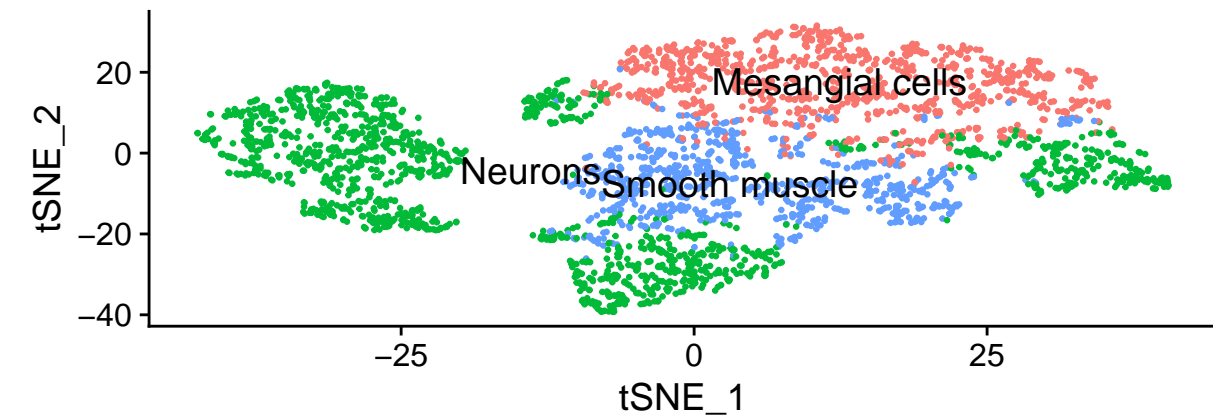 tSNE_2
20
0
−20
−40
Mesangial cells
Neurons
Smooth muscle
−25
0
25
tSNE_1